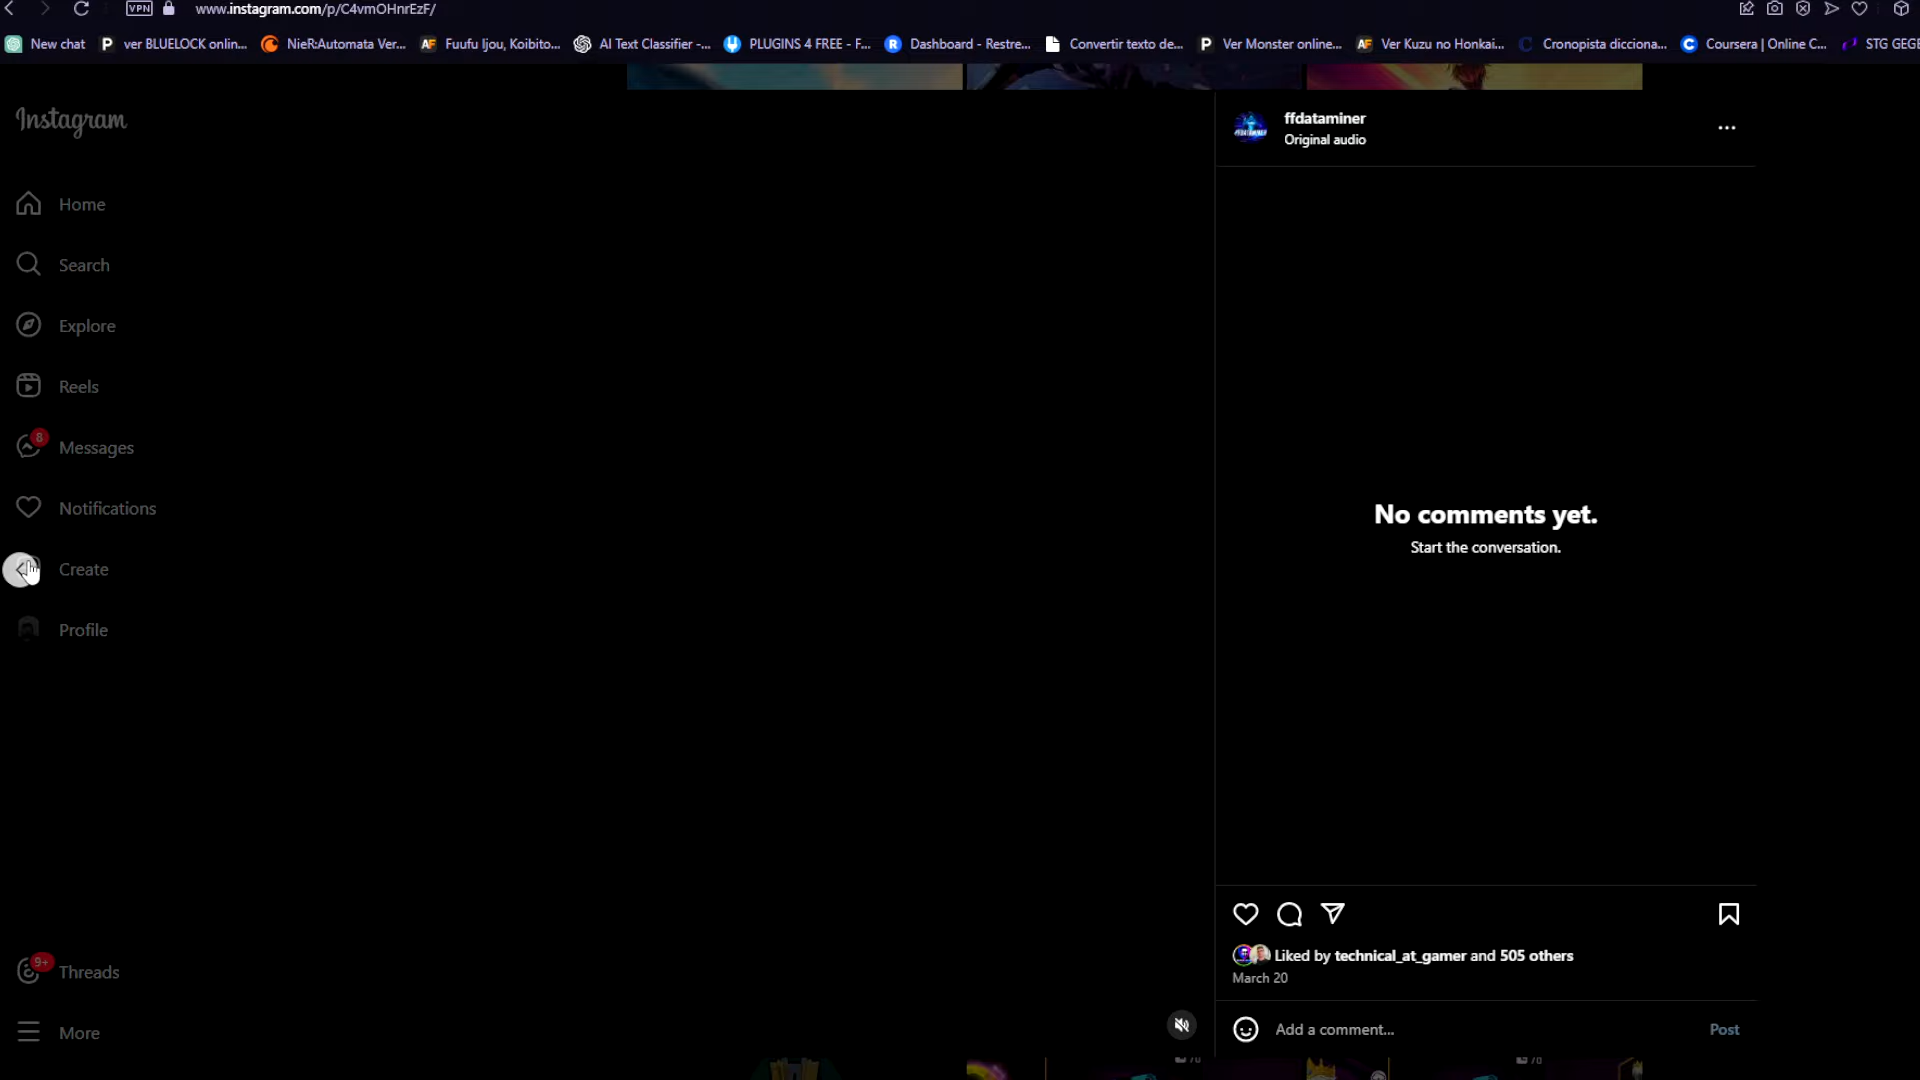 VPN www.instagram.com/p/C4vmOHnrEzF/
New chat ver BLUELOCK onlin... NieR:Automata Ver... Fuufu Ijou, Koibito... AI Text Classifier -... PLUGINS 4 FREE - F... Dashboard - Restre... Convertir texto de... Ver Monster online... Ver Kuzu no Honkai... Cronopista dicciona... Coursera | Online C... STG GEGE
Instagram
Home
Search
Explore
Reels
8 Messages
Notifications
Create
Profile
9+ Threads
More
ffdataminer
Original audio
No comments yet.
Start the conversation.
Liked by technical_at_gamer and 505 others
March 20
Add a comment... Post